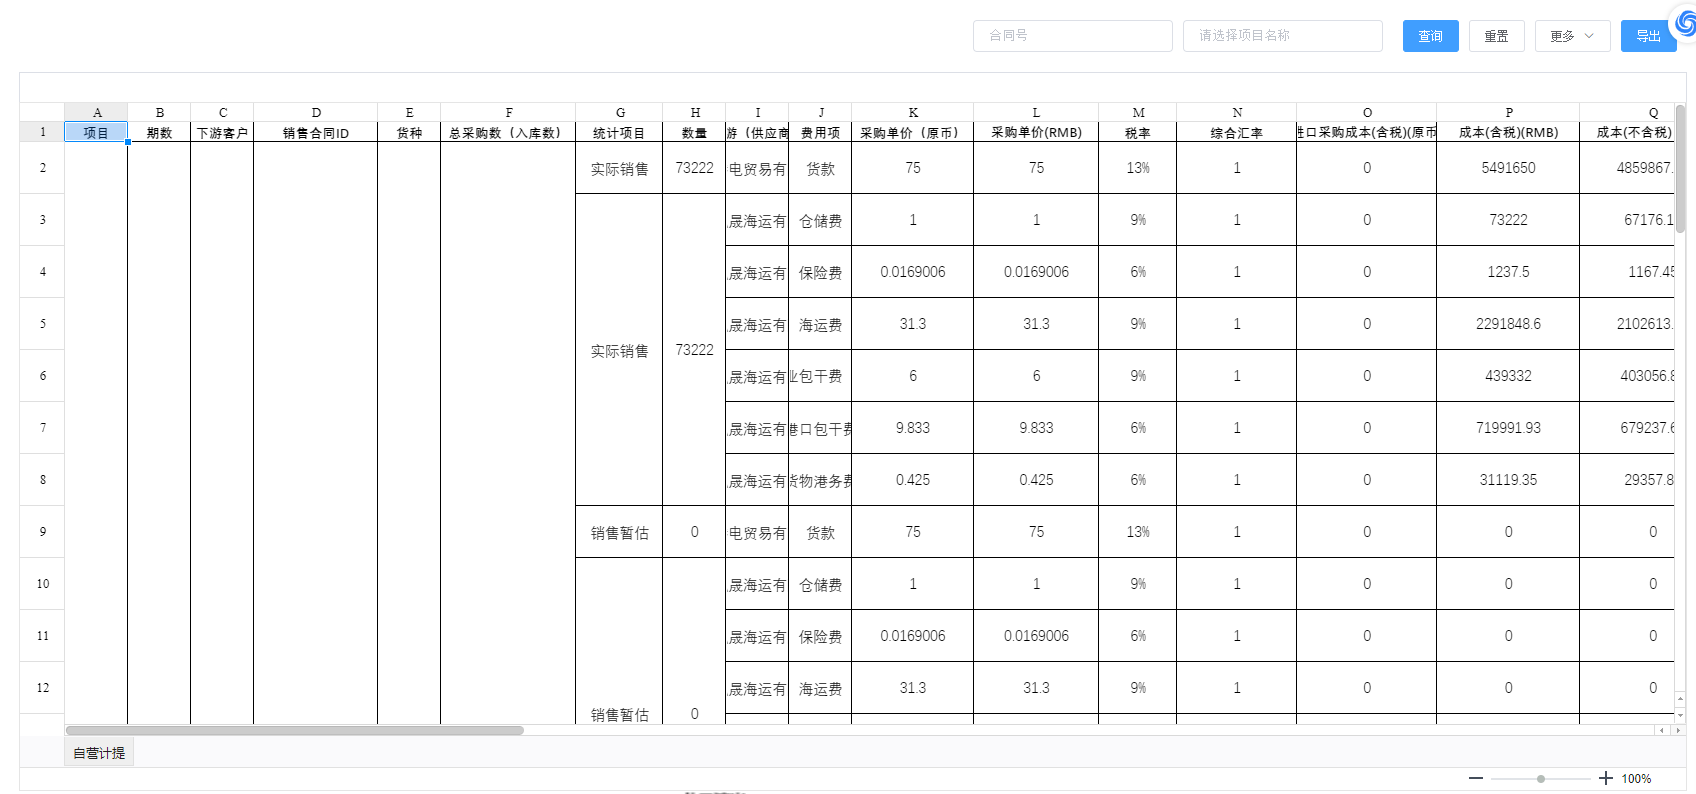 合同号 请选择项目名称 查询 重置 更多 导出
A B C D E F G H I J K L M N O P Q
1 项目 期数 下游客户 销售合同ID 货种 总采购数（入库数） 统计项目 数量 游（供应商 费用项 采购单价（原币） 采购单价(RMB) 税率 综合汇率 口采购成本(含税)(原币 成本(含税)(RMB) 成本(不含税)
2 实际销售 73222 电贸易有 货款 75 75 13% 1 0 5491650 4859867.
3 晟海运有 仓储费 1 1 9% 1 0 73222 67176.1
4 晟海运有 保险费 0.0169006 0.0169006 6% 1 0 1237.5 1167.45
5 晟海运有 海运费 31.3 31.3 9% 1 0 2291848.6 2102613.
实际销售 73222
6 晟海运有 业包干费 6 6 9% 1 0 439332 403056.8
7 晟海运有 港口包干费 9.833 9.833 6% 1 0 719991.93 679237.6
8 晟海运有 货物港务费 0.425 0.425 6% 1 0 31119.35 29357.8
9 销售暂估 0 电贸易有 货款 75 75 13% 1 0 0 0
10 晟海运有 仓储费 1 1 9% 1 0 0 0
11 晟海运有 保险费 0.0169006 0.0169006 6% 1 0 0 0
12 晟海运有 海运费 31.3 31.3 9% 1 0 0 0
销售暂估 0
自营计提
100%